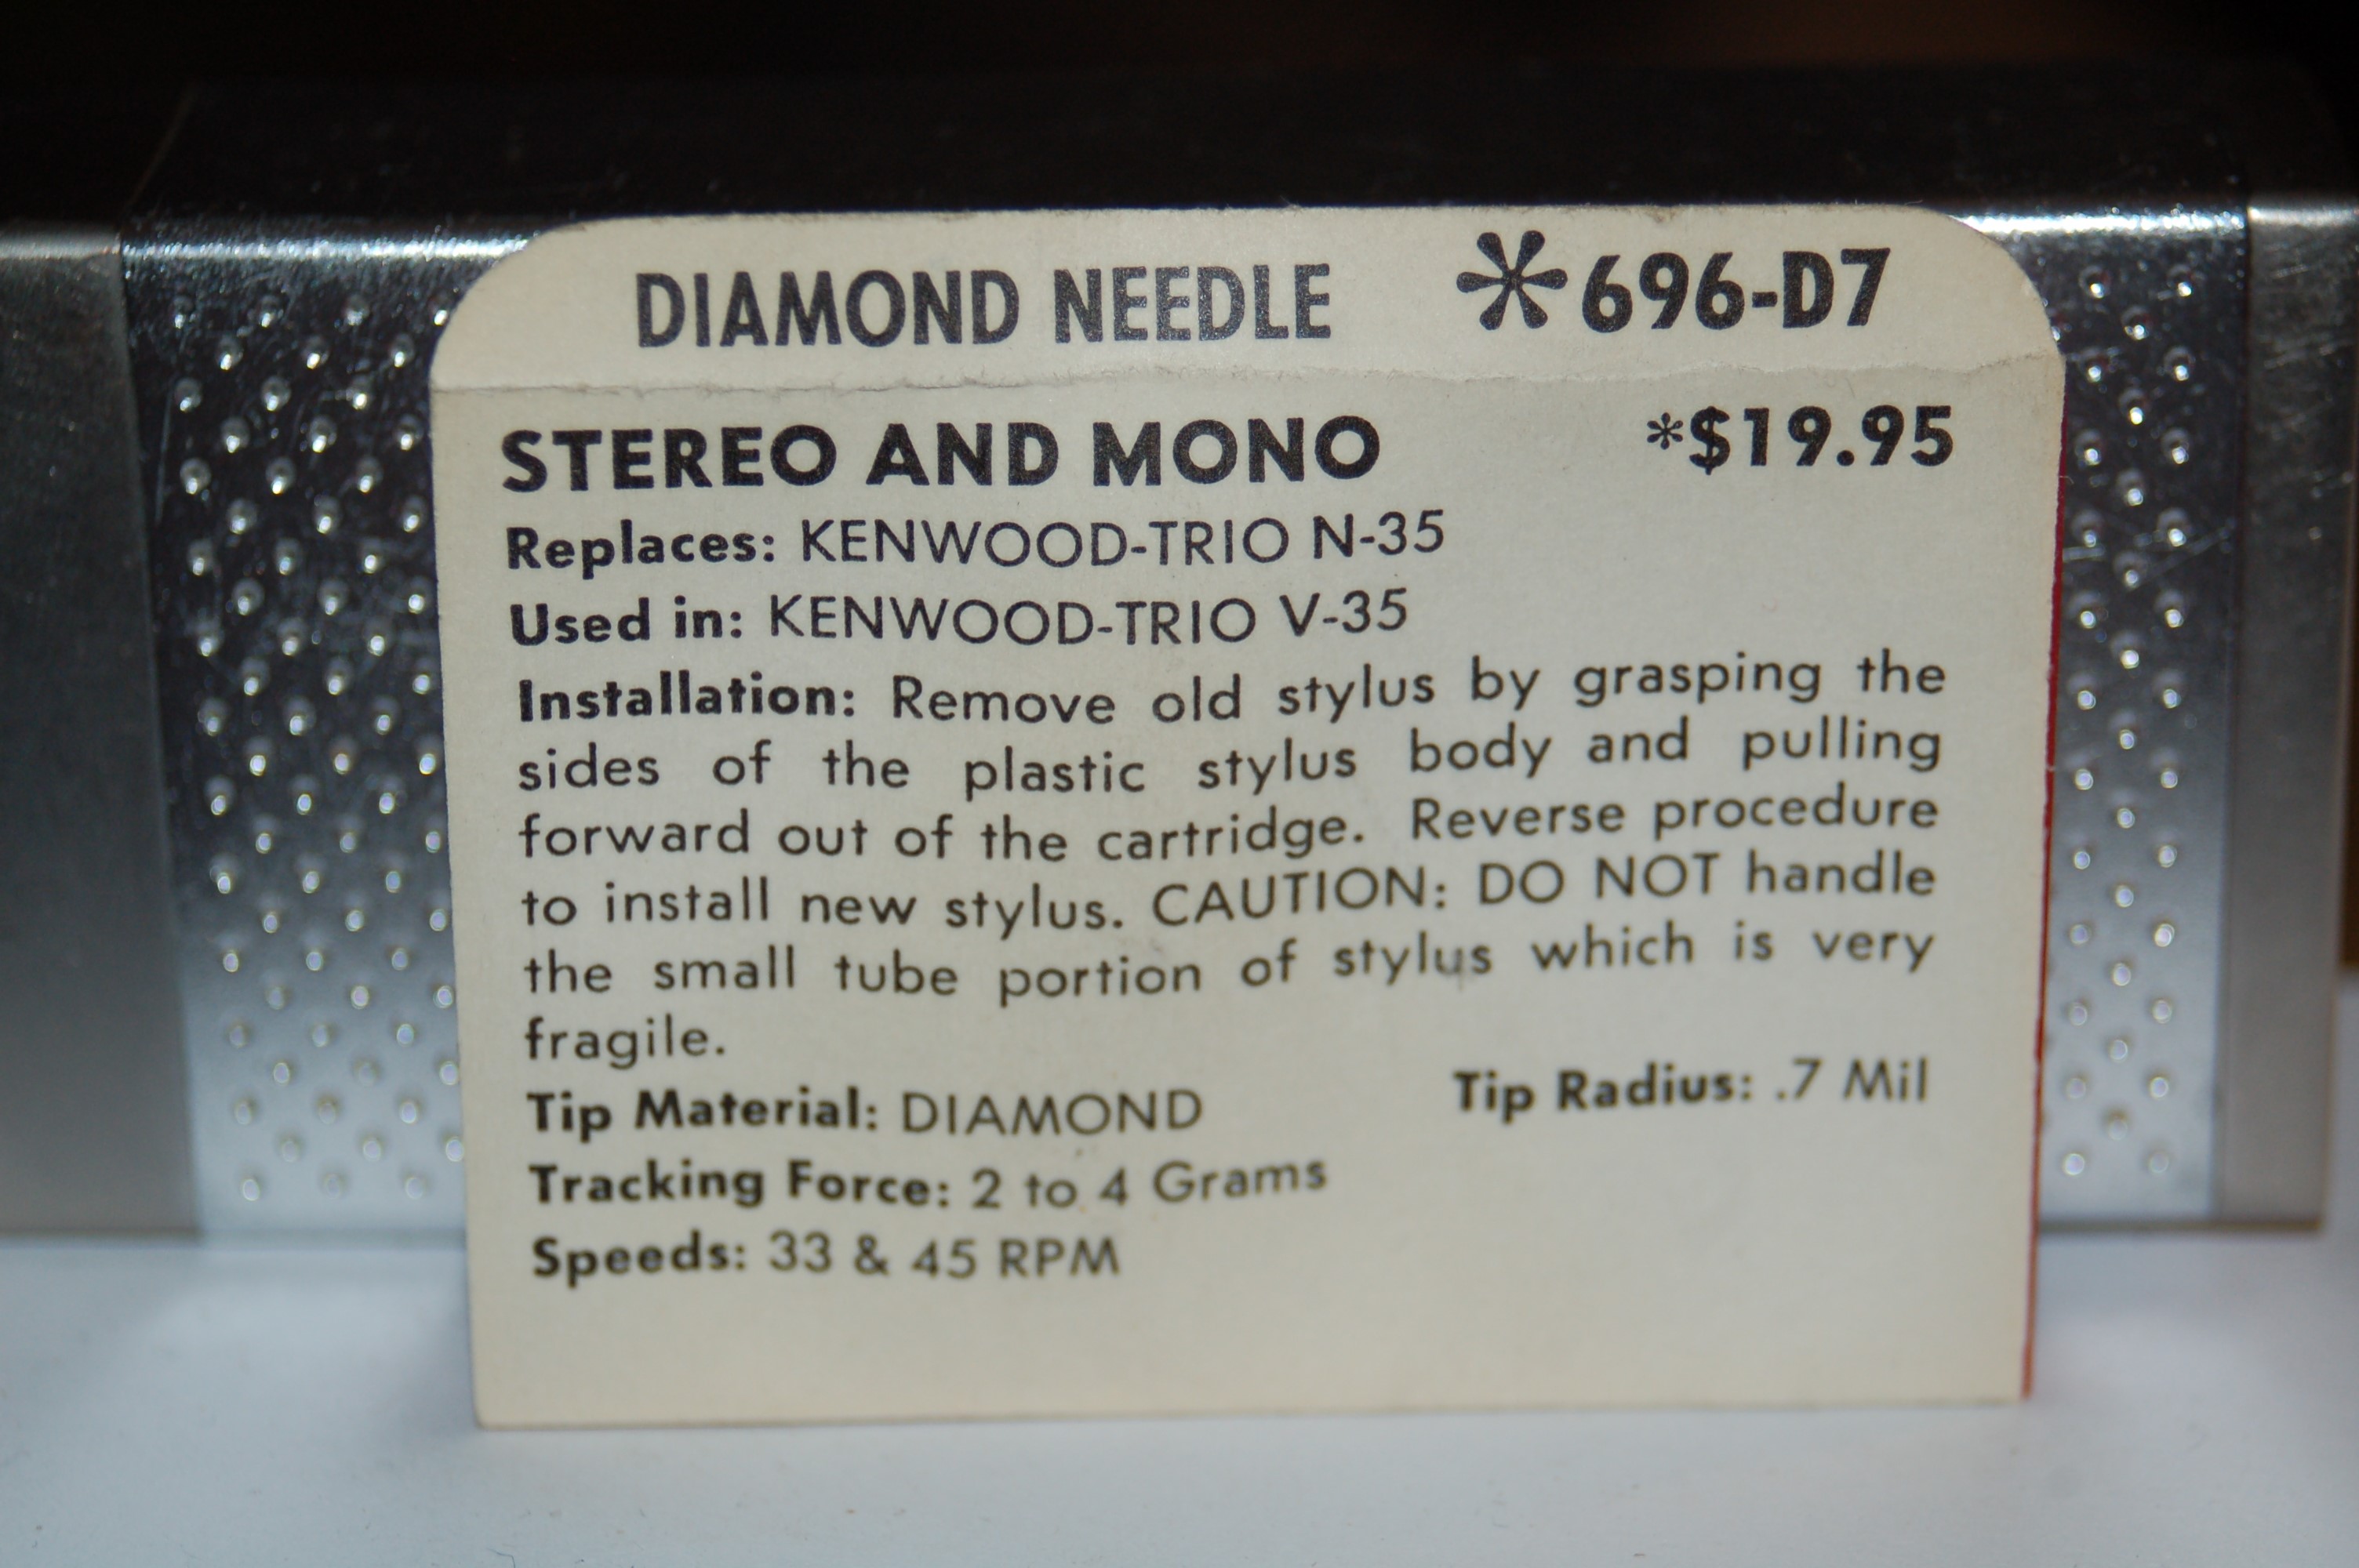 DIAMOND NEEDLE *696-D7
STEREO AND MONO *$19.95
Replaces: KENWOOD-TRIO N-35
Used in: KENWOOD-TRIO V-35
Installation: Remove old stylus by grasping the
sides of the plastic stylus body and pulling
forward out of the cartridge. Reverse procedure
to install new stylus. CAUTION: DO NOT handle
the small tube portion of stylus which is very
fragile.
Tip Material: DIAMOND Tip Radius: .7 Mil
Tracking Force: 2 to 4 Grams
Speeds: 33 & 45 RPM